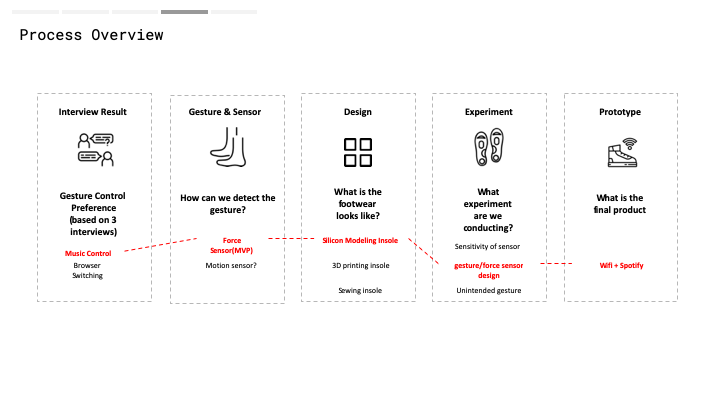 Process Overview
Interview Result
Gesture Control
Preference
(based on 3
interviews)
Music Control
Browser
Switching
Gesture & Sensor
How can we detect the
gesture?
Force
Sensor(MVP)
Motion sensor?
Design
What is the
footwear
looks like?
Silicon Modeling Insole
3D printing insole
Sewing insole
Experiment
What
experiment
are we
conducting?
Sensitivity of sensor
gesture/force sensor
design
Unintended gesture
Prototype
What is the
final product
Wifi + Spotify